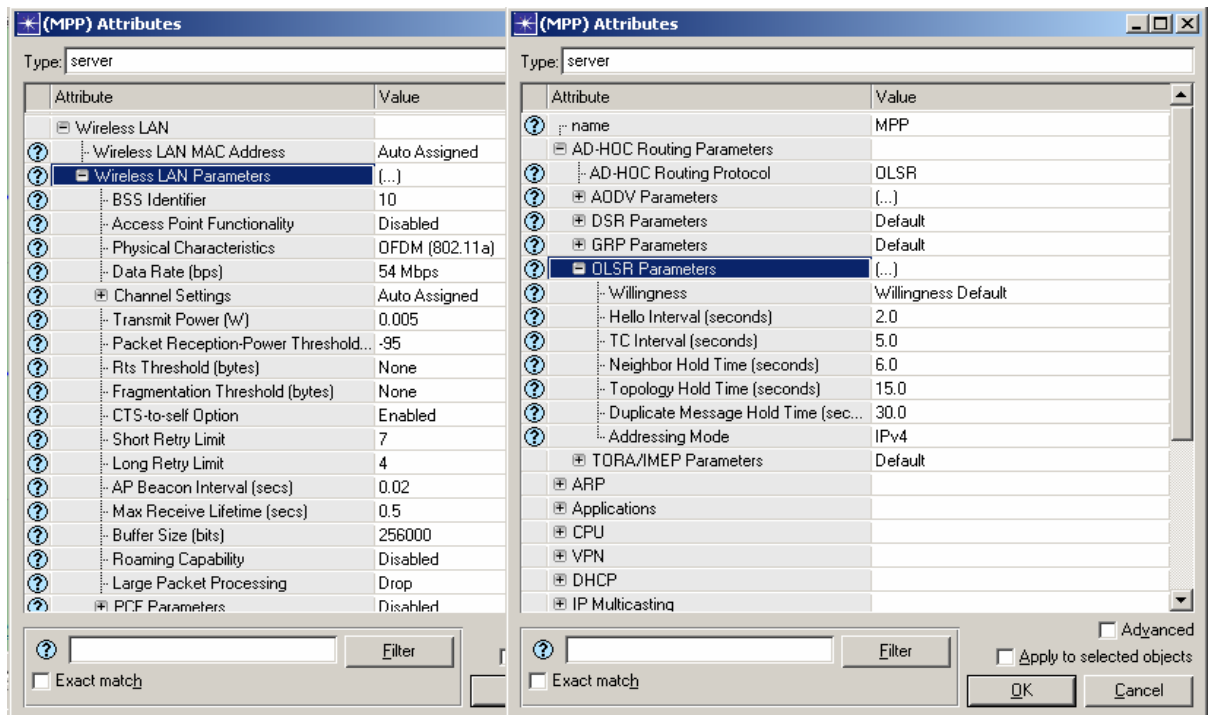 (MPP) Attributes
Type: server
Attribute Value
Wireless LAN
Wireless LAN MAC Address Auto Assigned
Wireless LAN Parameters (...)
BSS Identifier 10
Access Point Functionality Disabled
Physical Characteristics OFDM (802.11a)
Data Rate (bps) 54 Mbps
Channel Settings Auto Assigned
Transmit Power (W) 0.005
Packet Reception-Power Threshold... -95
Rts Threshold (bytes) None
Fragmentation Threshold (bytes) None
CTS-to-self Option Enabled
Short Retry Limit 7
Long Retry Limit 4
AP Beacon Interval (secs) 0.02
Max Receive Lifetime (secs) 0.5
Buffer Size (bits) 256000
Roaming Capability Disabled
Large Packet Processing Drop
PCF Parameters Disabled
Filter
Exact match
(MPP) Attributes
Type: server
Attribute Value
name MPP
AD-HOC Routing Parameters
AD-HOC Routing Protocol OLSR
AODV Parameters (...)
DSR Parameters Default
GRP Parameters Default
OLSR Parameters (...)
Willingness Willingness Default
Hello Interval (seconds) 2.0
TC Interval (seconds) 5.0
Neighbor Hold Time (seconds) 6.0
Topology Hold Time (seconds) 15.0
Duplicate Message Hold Time (sec... 30.0
Addressing Mode IPv4
TORA/IMEP Parameters Default
ARP
Applications
CPU
VPN
DHCP
IP Multicasting
Advanced
Filter
Apply to selected objects
Exact match
OK Cancel